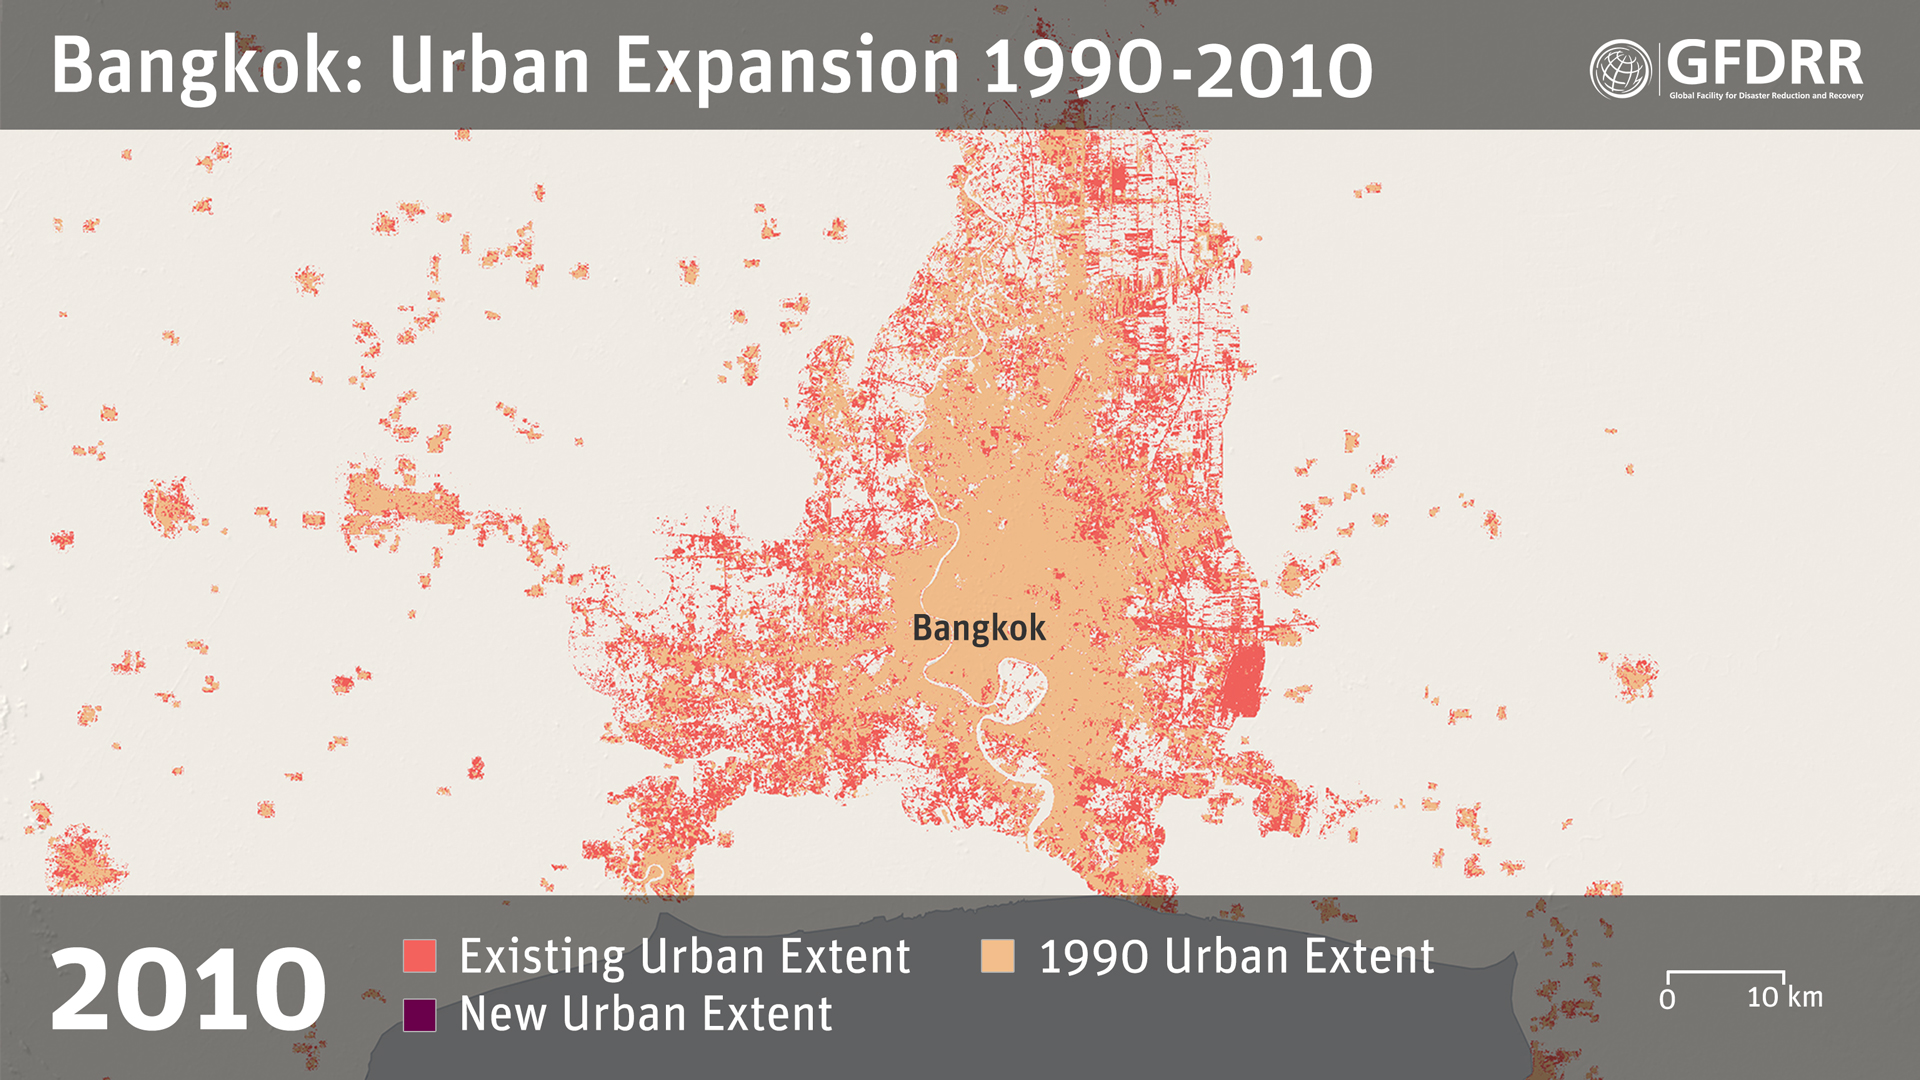 Bangkok: Urban Expansion 1990-2010
GFDRR
Global Facility for Disaster Reduction and Recovery
Bangkok
2010
Existing Urban Extent
1990 Urban Extent
New Urban Extent
0 10 km